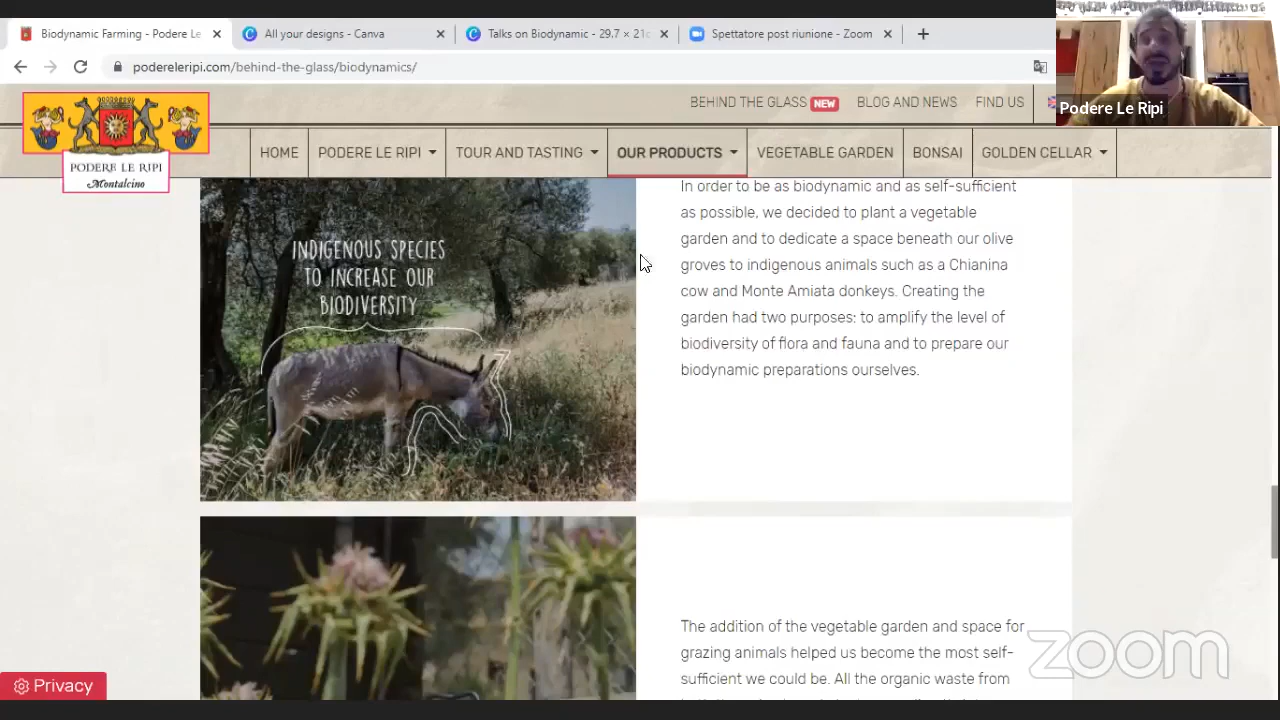 Biodynamic Farming - Podere Le
All your designs - Canva
Talks on Biodynamic - 29.7 × 21c
Spettatore post riunione - Zoom
podereleripi.com/behind-the-glass/biodynamics/
Podere Le Ripi
BEHIND THE GLASS NEW
BLOG AND NEWS
FIND US
PODERE LE RIPI
Montalcino
HOME
PODERE LE RIPI
TOUR AND TASTING
OUR PRODUCTS
VEGETABLE GARDEN
BONSAI
GOLDEN CELLAR
INDIGENOUS SPECIES
TO INCREASE OUR
BIODIVERSITY
In order to be as biodynamic and as self-sufficient
as possible, we decided to plant a vegetable
garden and to dedicate a space beneath our olive
groves to indigenous animals such as a Chianina
cow and Monte Amiata donkeys. Creating the
garden had two purposes: to amplify the level of
biodiversity of flora and fauna and to prepare our
biodynamic preparations ourselves.
The addition of the vegetable garden and space for
grazing animals helped us become the most self-
sufficient we could be. All the organic waste from
zoom
Privacy